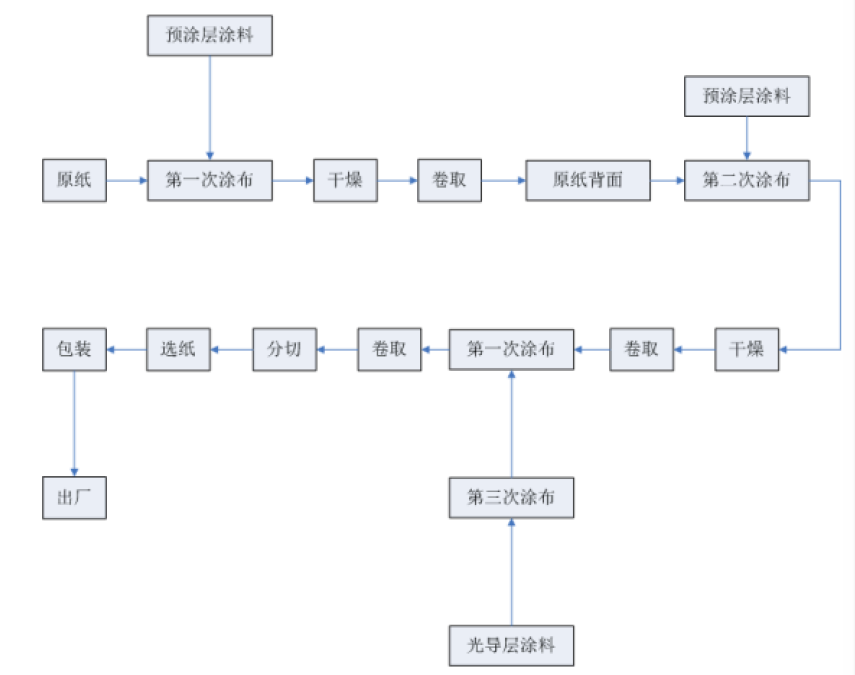 预涂层涂料
预涂层涂料
原纸
第一次涂布
干燥
卷取
原纸背面
第二次涂布
包装
选纸
分切
卷取
第一次涂布
卷取
干燥
出厂
第三次涂布
光导层涂料